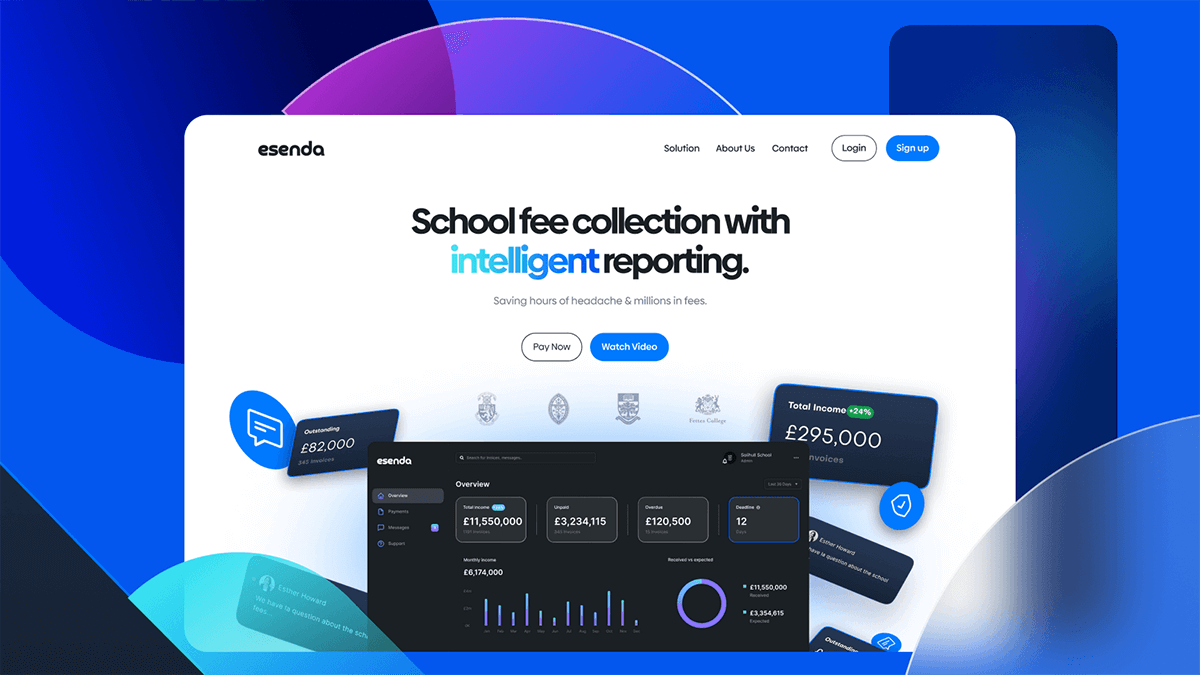 esenda
Solution
About Us
Contact
Login
Sign up
School fee collection with
intelligent reporting.
Saving hours of headache & millions in fees.
Pay Now
Watch Video
Fettes College
Outstanding
£82,000
345 Invoices
Total Income +24%
£295,000
nvoices
esenda
Search for invoices, messages,
Solihull School
Admin
Overview
Payments
Messages
Support
Overview
Last 30 Days
Total income
£11,550,000
Unpaid
£3,234,115
Overdue
£120,500
Deadline
12
Days
Monthly income
£6,174,000
Jan Feb Mar Apr May Jun Jul Aug Sep Oct Nov Dec
Received vs expected
£11,550,000
Received
£3,354,615
Expected
Esther Howard
We have la question about the sch
fees...
Esther Howard
have la question about the school
Outstanding